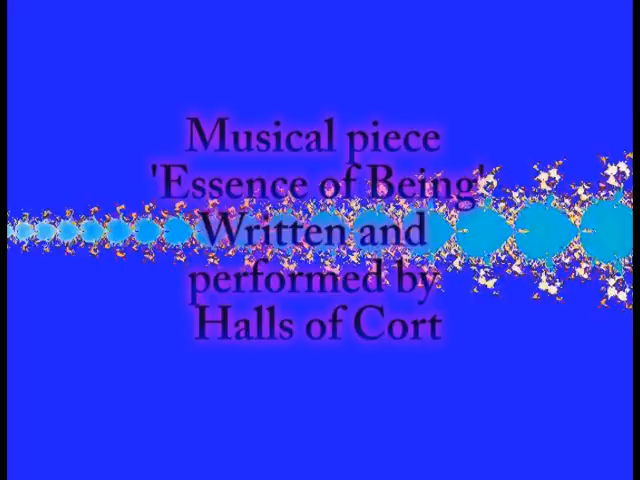 Musical piece
'Essence of Being'
Written and
performed by
Halls of Cort